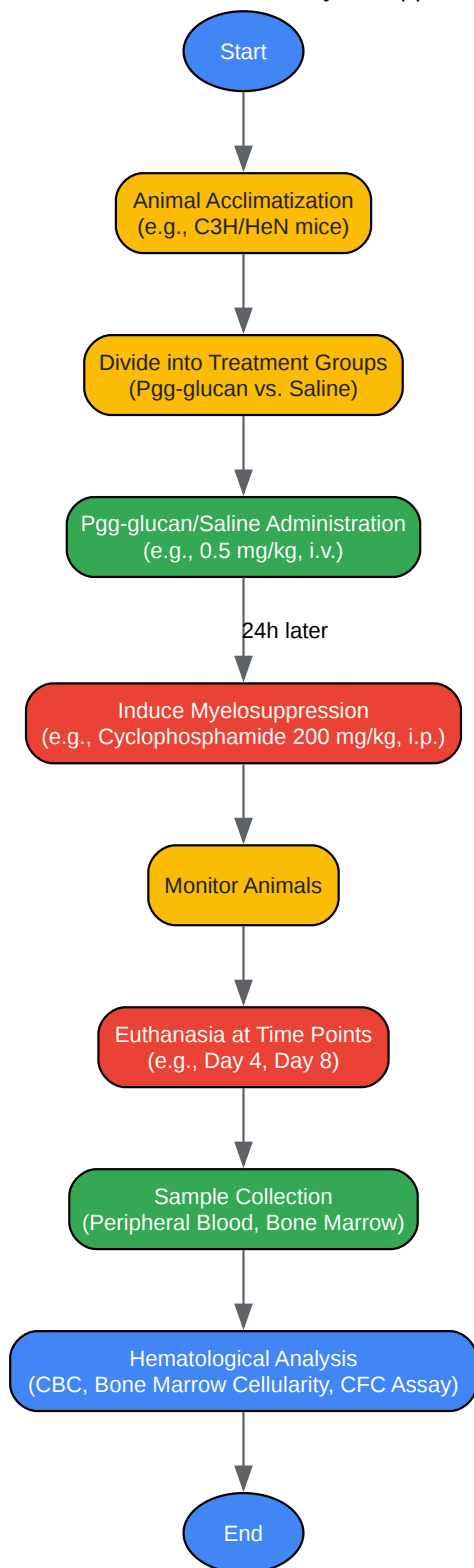 Start
Animal Acclimatization
(e.g., C3H/HeN mice)
Divide into Treatment Groups
(Pgg-glucan vs. Saline)
Pgg-glucan/Saline Administration
(e.g., 0.5 mg/kg, i.v.)
24h later
Induce Myelosuppression
(e.g., Cyclophosphamide 200 mg/kg, i.p.)
Monitor Animals
Euthanasia at Time Points
(e.g., Day 4, Day 8)
Sample Collection
(Peripheral Blood, Bone Marrow)
Hematological Analysis
(CBC, Bone Marrow Cellularity, CFC Assay)
End